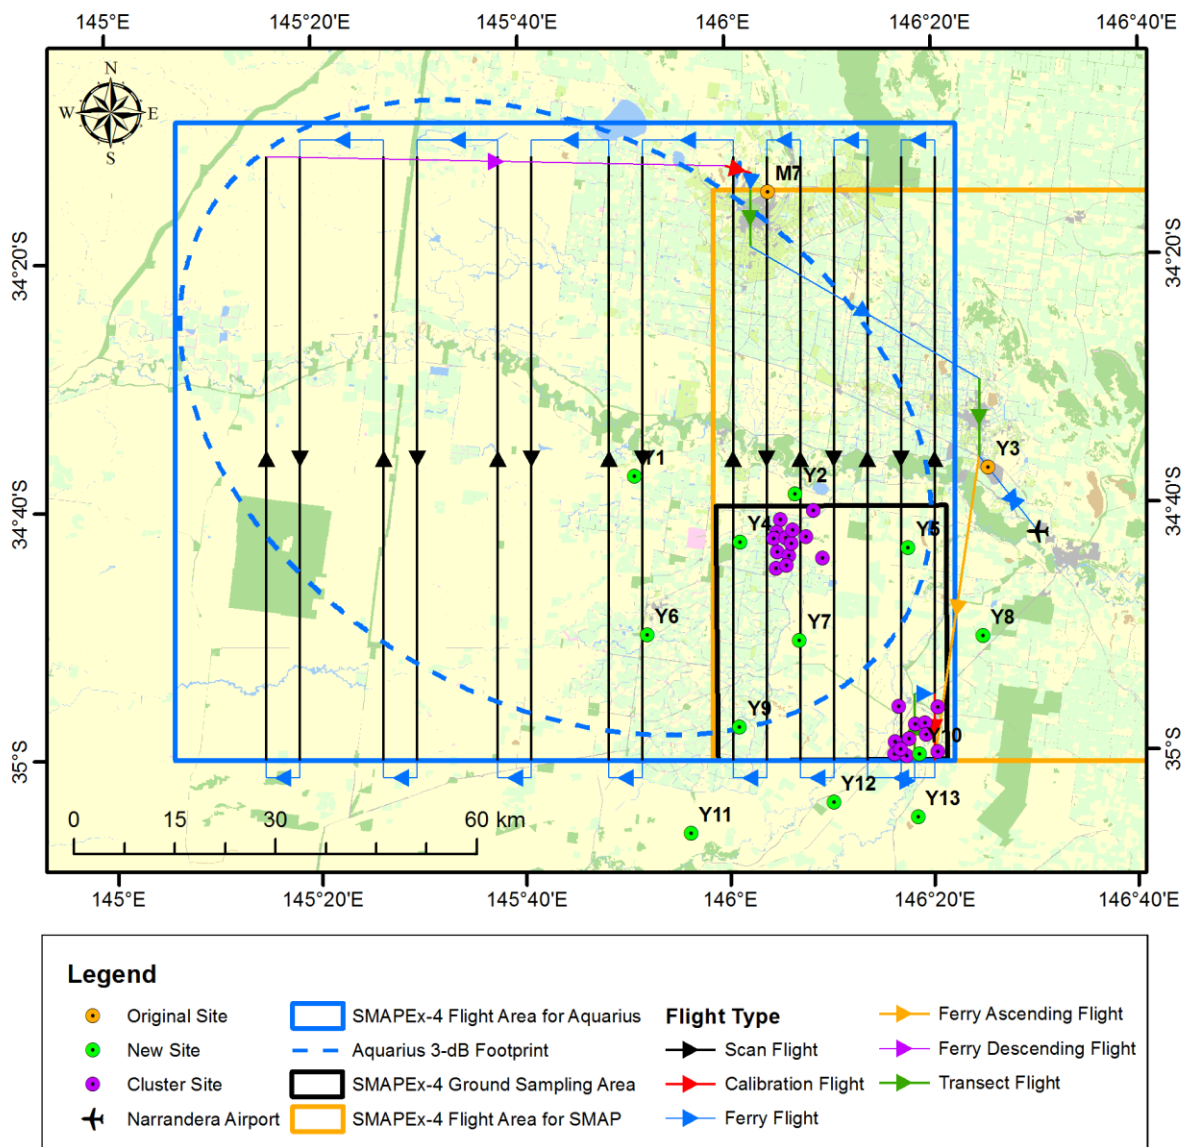 145°0'E 145°20'E 145°40'E 146°0'E 146°20'E 146°40'E
N
W E
S
M7
34°20'S 34°20'S
Y1
Y3
Y2
34°40'S 34°40'S
Y4 Y5
Y6 Y7 Y8
Y9 Y10
35°S 35°S
Y12
Y13
Y11
0 15 30 60 km
145°E 145°20'E 145°40'E 146°E 146°20'E 146°40'E
Legend
Original Site
New Site
Cluster Site
Narrandera Airport
SMAPEx-4 Flight Area for Aquarius
Aquarius 3-dB Footprint
SMAPEx-4 Ground Sampling Area
SMAPEx-4 Flight Area for SMAP
Flight Type
Scan Flight
Calibration Flight
Ferry Flight
Ferry Ascending Flight
Ferry Descending Flight
Transect Flight